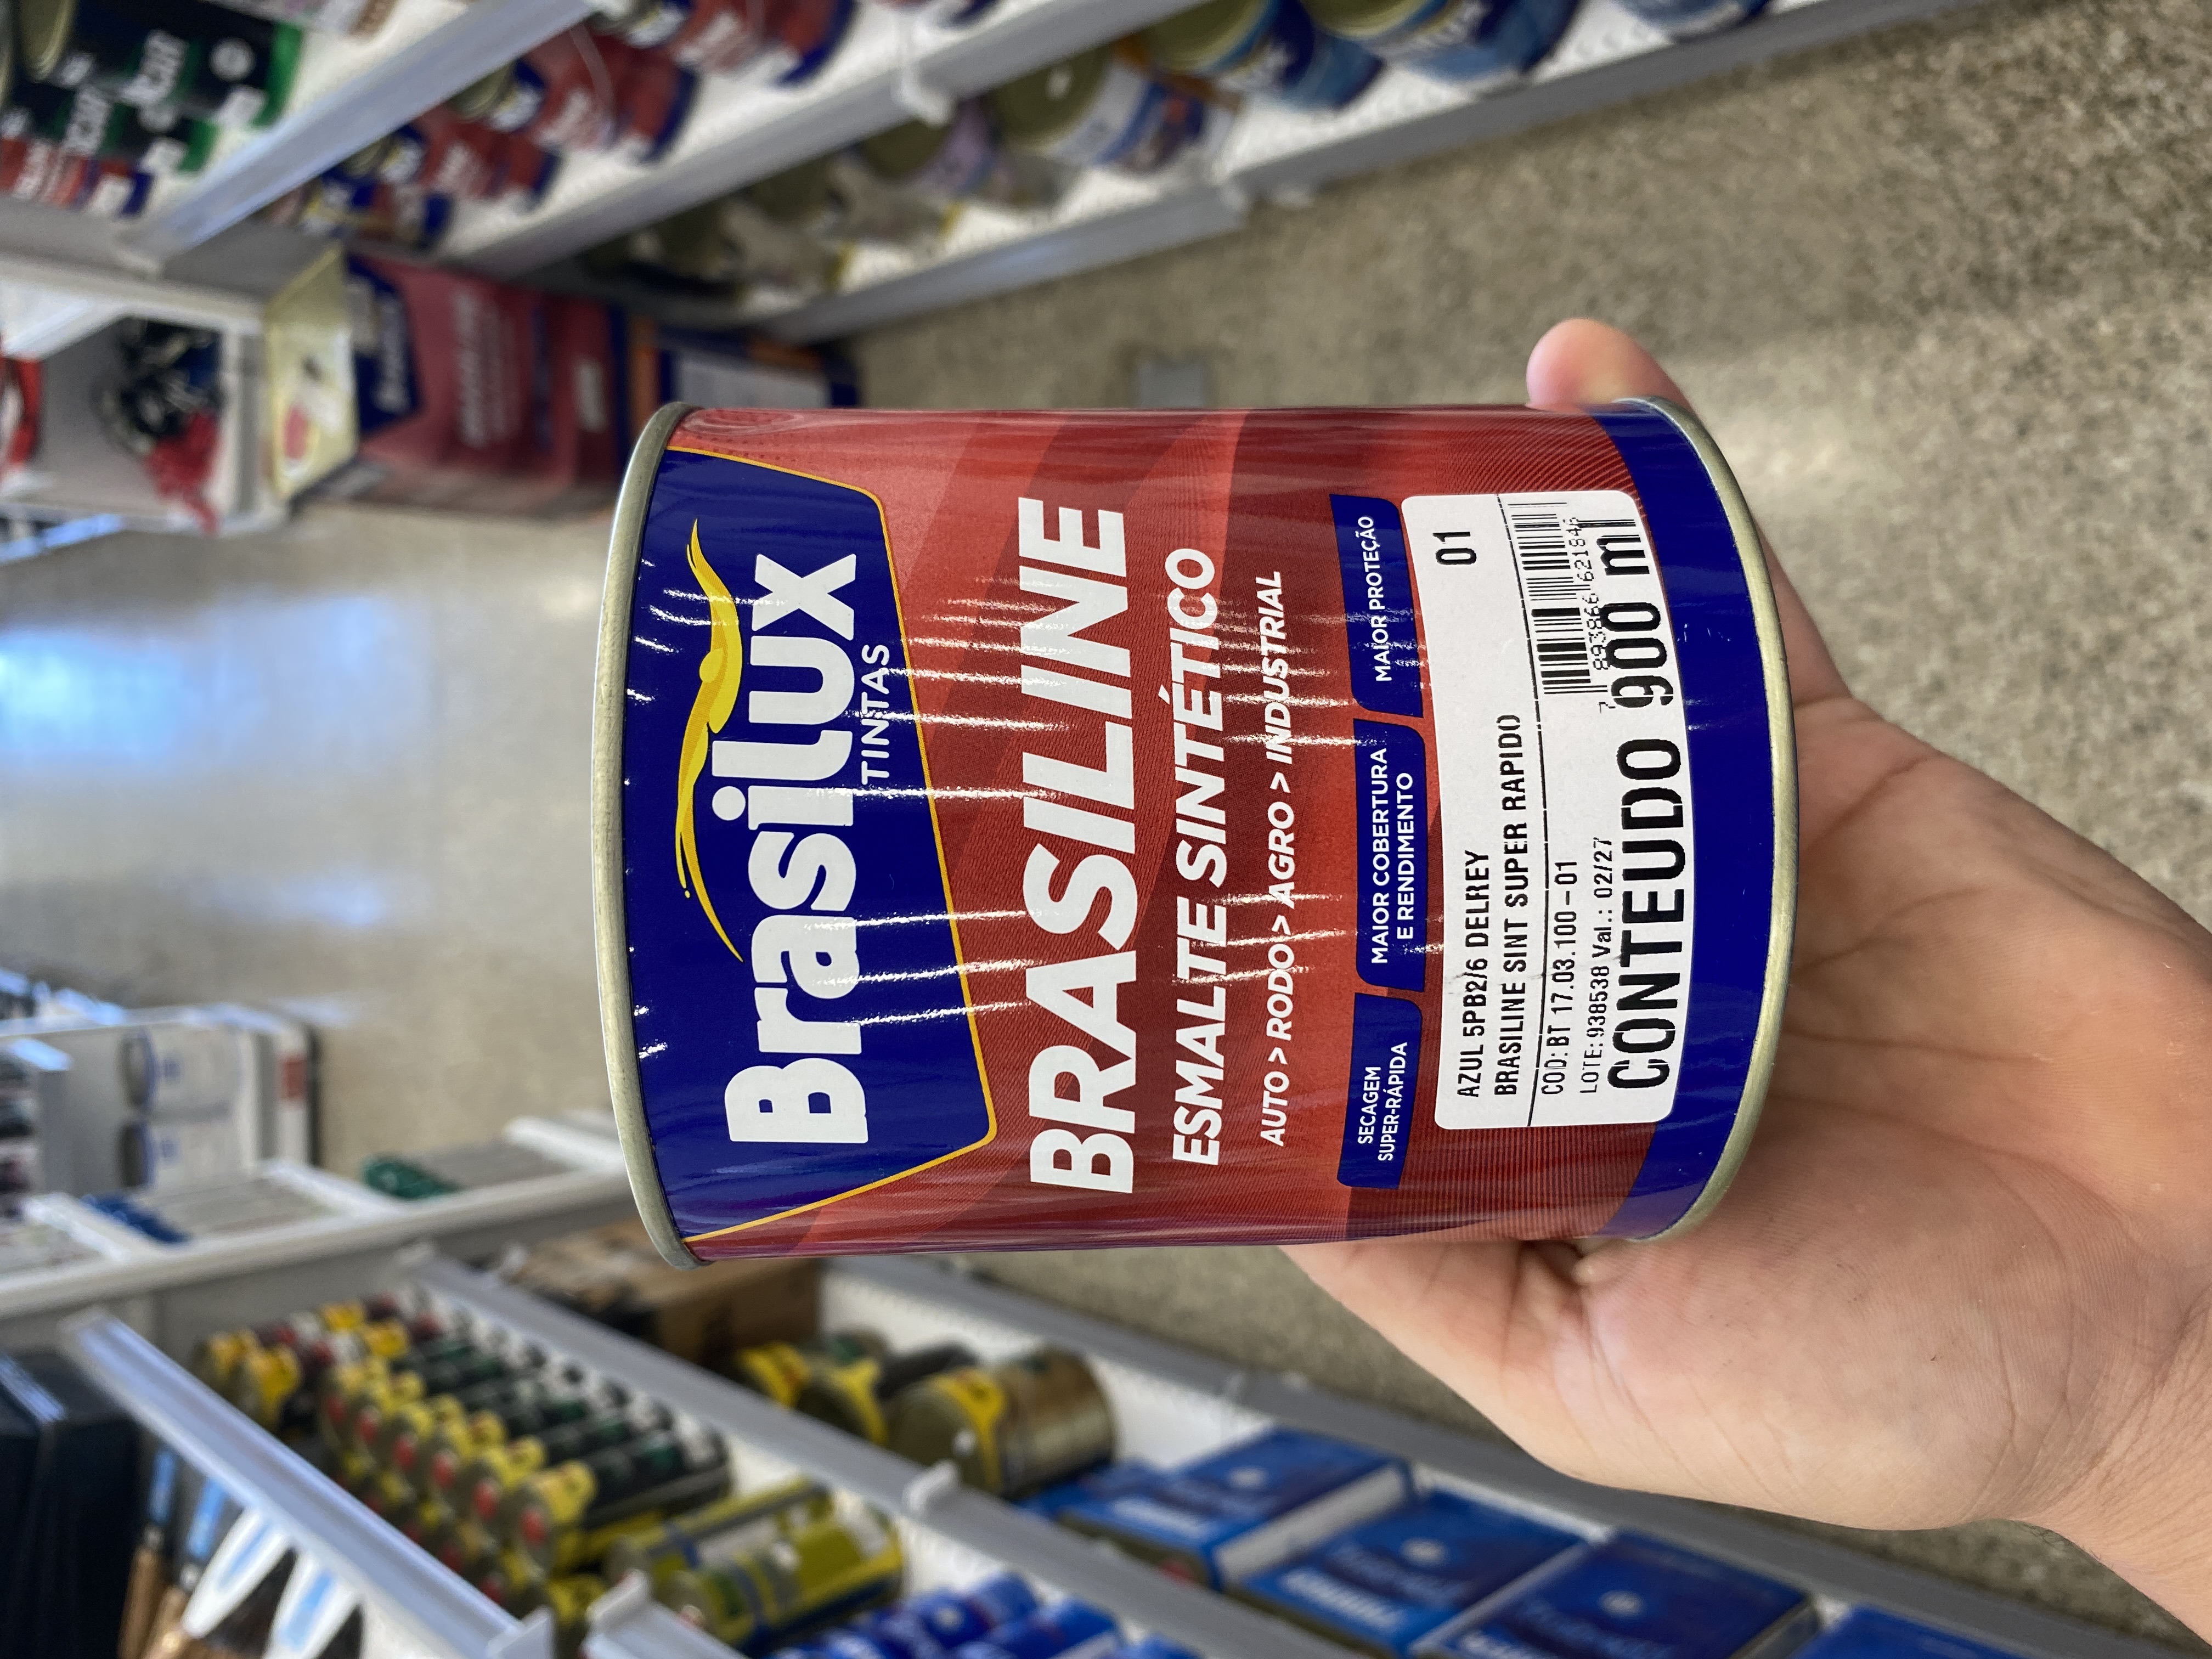 Brasilux
TINTAS
BRASILINE
ESMALTE SINTÉTICO
AUTO > RODO > AGRO > INDUSTRIAL
SECAGEM
SUPER-RÁPIDA
MAIOR COBERTURA
E RENDIMENTO
MAIOR PROTEÇÃO
AZUL 5PB2/6 DELREY 01
BRASILINE SINT SUPER RAPIDO
COD: BT 17.03.100-01
LOTE: 938538 Val.: 02/27
CONTEUDO 900 ml